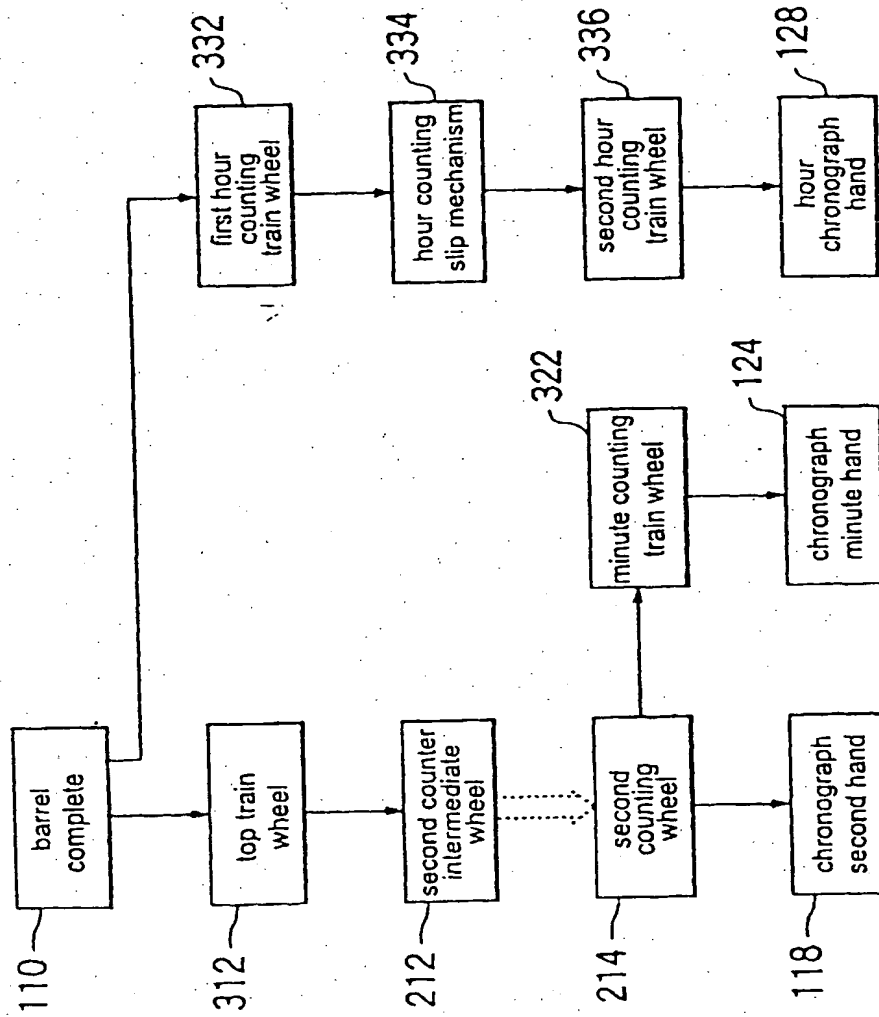 110
barrel
complete
312
top train
wheel
332
first hour
counting
train wheel
212
second counter
intermediate
wheel
334
hour counting
slip mechanism
214
second
counting
wheel
322
minute counting
train wheel
336
second hour
counting
train wheel
118
chronograph
second hand
124
chronograph
minute hand
128
hour
chronograph
hand